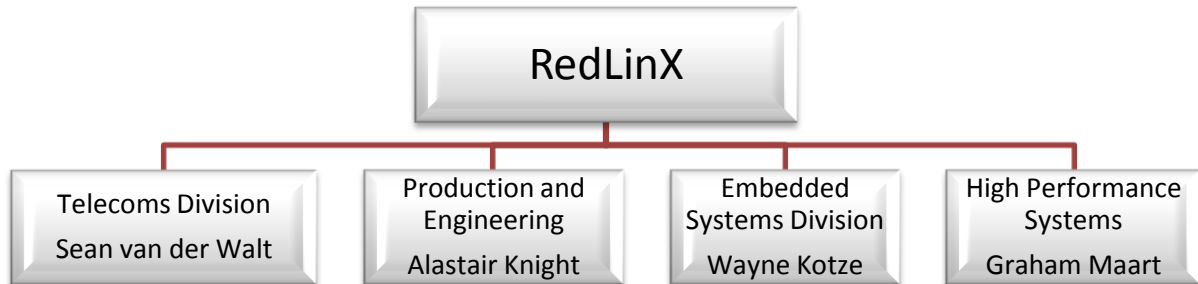 RedLinX
Telecoms Division
Sean van der Walt
Production and
Engineering
Alastair Knight
Embedded
Systems Division
Wayne Kotze
High Performance
Systems
Graham Maart